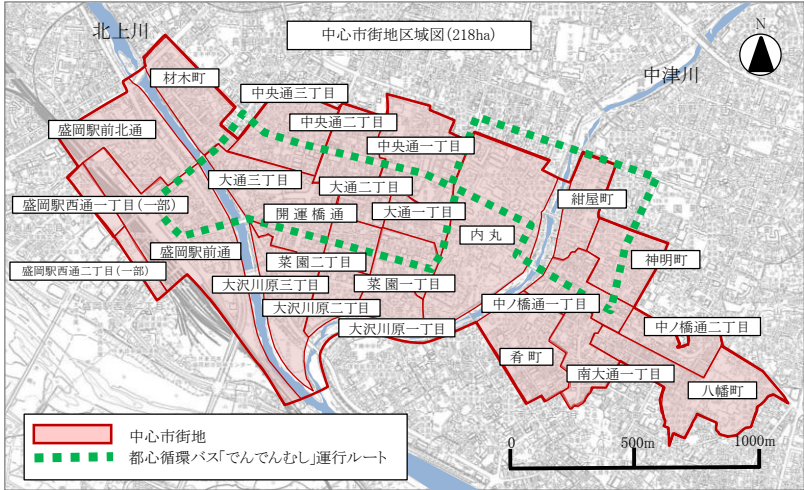 中心市街地区域図(218ha)
北上川
N
材木町
中津川
中央通三丁目
中央通二丁目
盛岡駅前北通
中央通一丁目
大通三丁目
大通二丁目
紺屋町
盛岡駅西通一丁目(一部)
開運橋通
大通一丁目
内丸
盛岡駅前通
神明町
菜園二丁目
盛岡駅西通二丁目(一部)
大沢川原三丁目
菜園一丁目
大沢川原二丁目
中ノ橋通一丁目
大沢川原一丁目
中ノ橋通二丁目
肴町
南大通一丁目
八幡町
中心市街地
都心循環バス「でんでんむし」運行ルート
0
500m
1000m